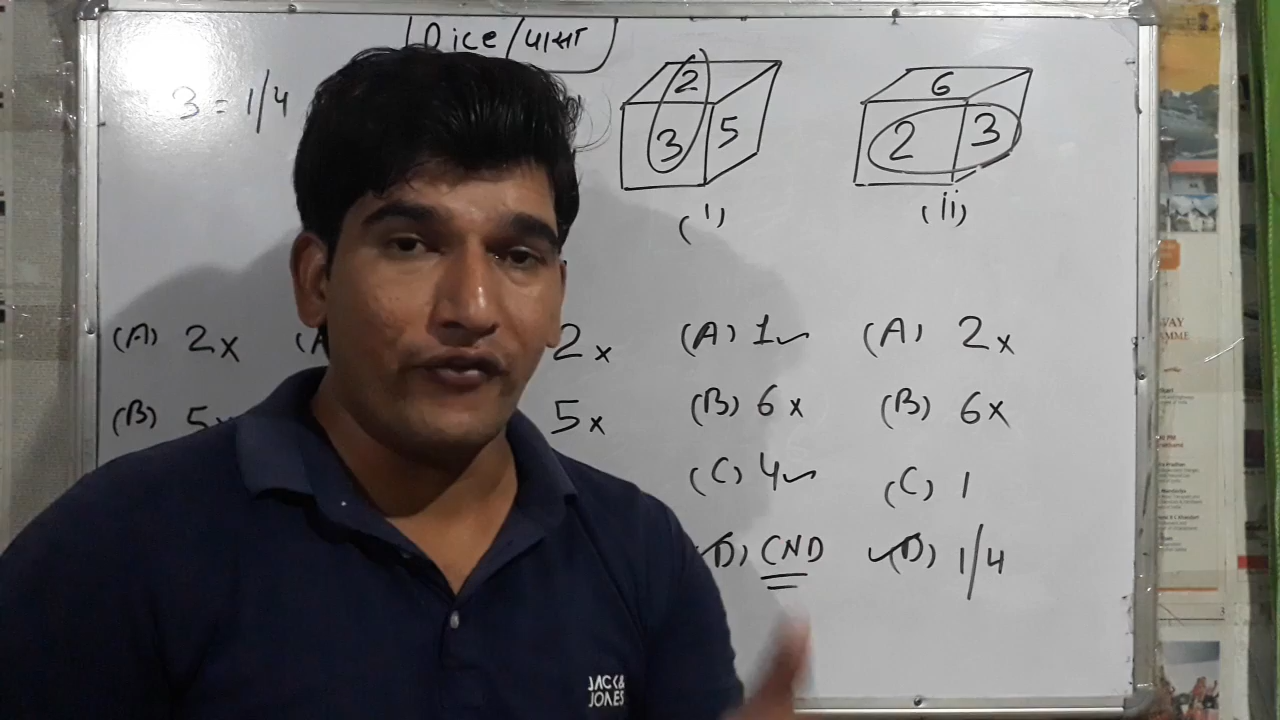 Dice/पासा
3 = 1/4
2
3 5
(i)
6
2 3
(ii)
(A) 2x
(B) 5x
2x
5x
(A) 1✓
(B) 6x
(C) 4✓
(D) CND
(A) 2x
(B) 6x
(C) 1
✓(D) 1/4
JACK&
JONES